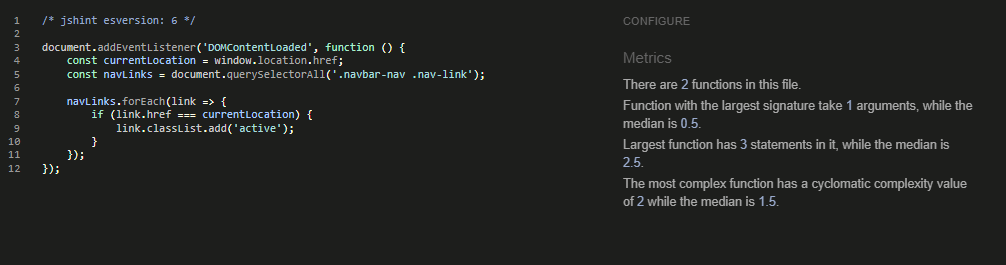 1 /* jshint esversion: 6 */
2
3 document.addEventListener('DOMContentLoaded', function () {
4     const currentLocation = window.location.href;
5     const navLinks = document.querySelectorAll('.navbar-nav .nav-link');
6
7     navLinks.forEach(link => {
8         if (link.href === currentLocation) {
9             link.classList.add('active');
10         }
11     });
12 });
CONFIGURE
Metrics
There are 2 functions in this file.
Function with the largest signature take 1 arguments, while the
median is 0.5.
Largest function has 3 statements in it, while the median is
2.5.
The most complex function has a cyclomatic complexity value
of 2 while the median is 1.5.